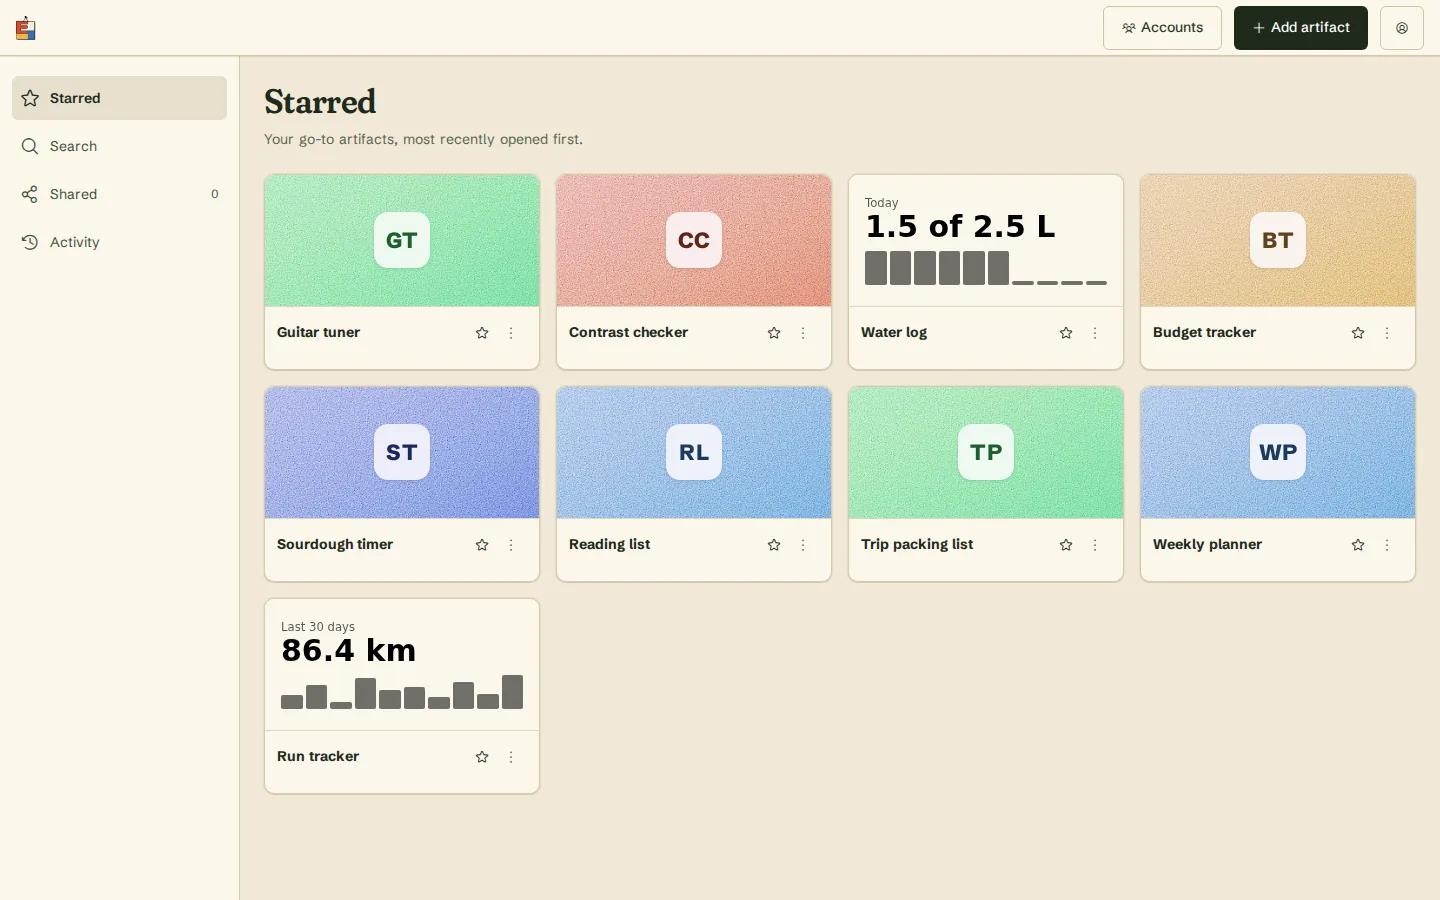 Accounts
Add artifact
Starred
Search
Shared 0
Activity
Starred
Your go-to artifacts, most recently opened first.
GT
Guitar tuner
CC
Contrast checker
Today
1.5 of 2.5 L
Water log
BT
Budget tracker
ST
Sourdough timer
RL
Reading list
TP
Trip packing list
WP
Weekly planner
Last 30 days
86.4 km
Run tracker